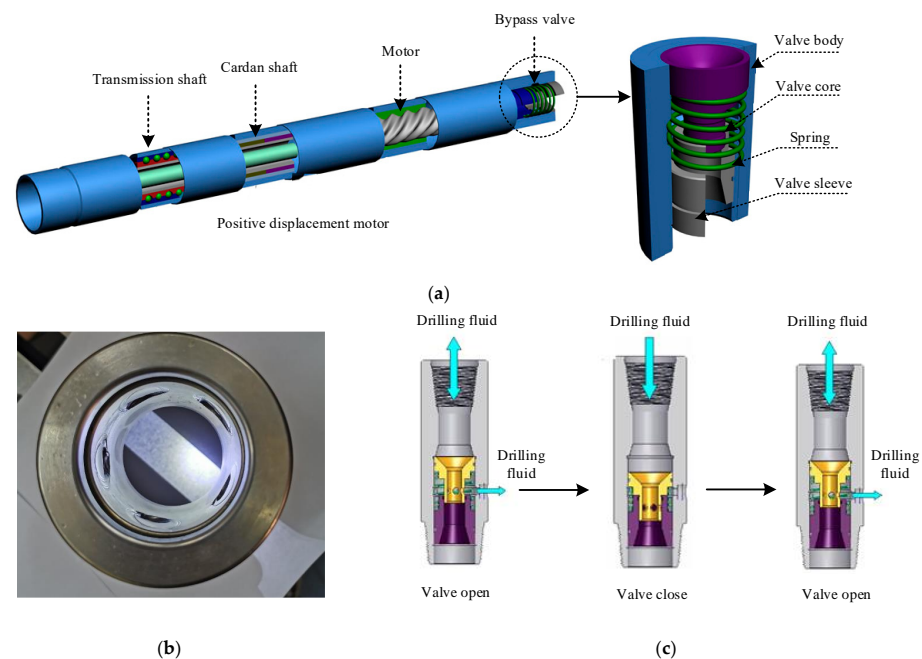 Bypass valve
Motor
Cardan shaft
Transmission shaft
Valve body
Valve core
Spring
Valve sleeve
Positive displacement motor
(a)
Drilling fluid
Drilling fluid
Drilling fluid
Drilling
fluid
Drilling
fluid
Valve open
Valve close
Valve open
(b)
(c)